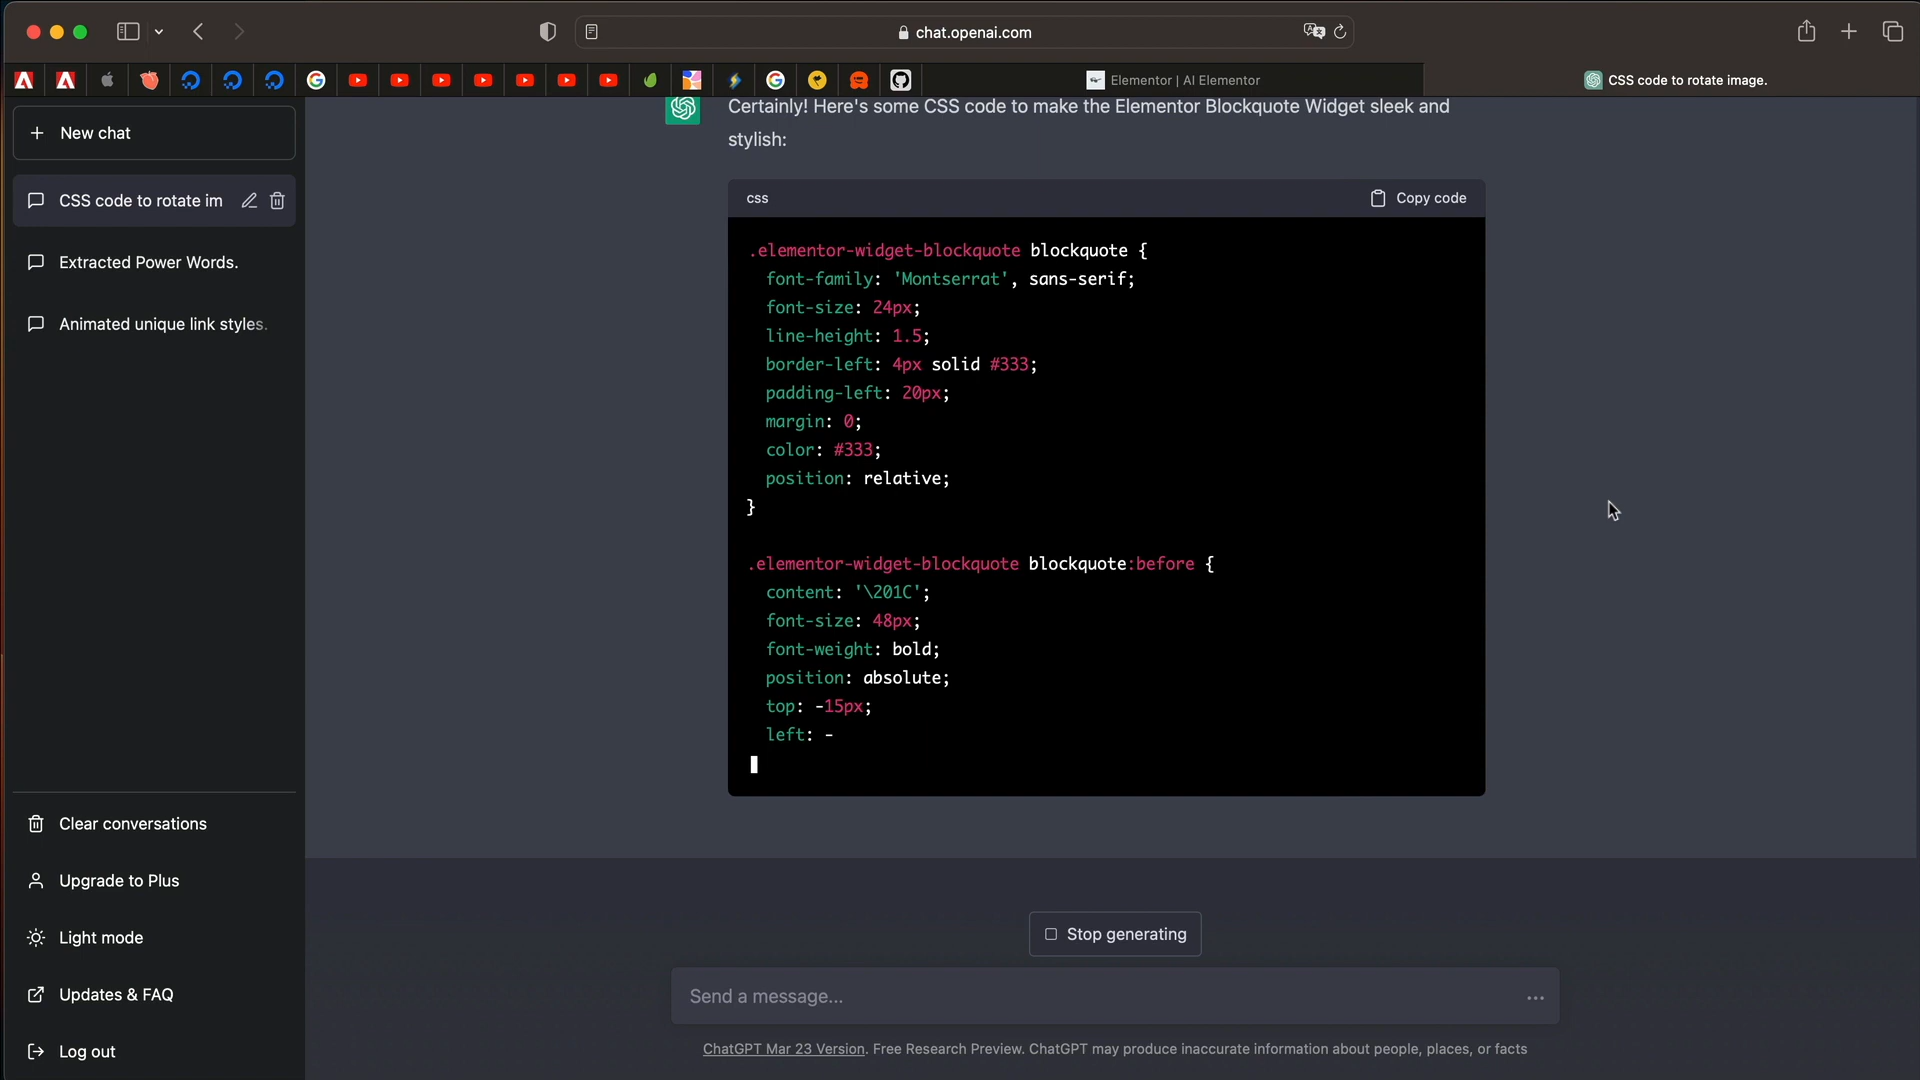 chat.openai.com
Elementor | AI Elementor
CSS code to rotate image.
New chat
CSS code to rotate im
Extracted Power Words.
Animated unique link styles.
Clear conversations
Upgrade to Plus
Light mode
Updates & FAQ
Log out
Certainly! Here's some CSS code to make the Elementor Blockquote Widget sleek and
stylish:
css
Copy code
.elementor-widget-blockquote blockquote {
font-family: 'Montserrat', sans-serif;
font-size: 24px;
line-height: 1.5;
border-left: 4px solid #333;
padding-left: 20px;
margin: 0;
color: #333;
position: relative;
}
.elementor-widget-blockquote blockquote:before {
content: '\201C';
font-size: 48px;
font-weight: bold;
position: absolute;
top: -15px;
left: -
Stop generating
Send a message...
ChatGPT Mar 23 Version. Free Research Preview. ChatGPT may produce inaccurate information about people, places, or facts